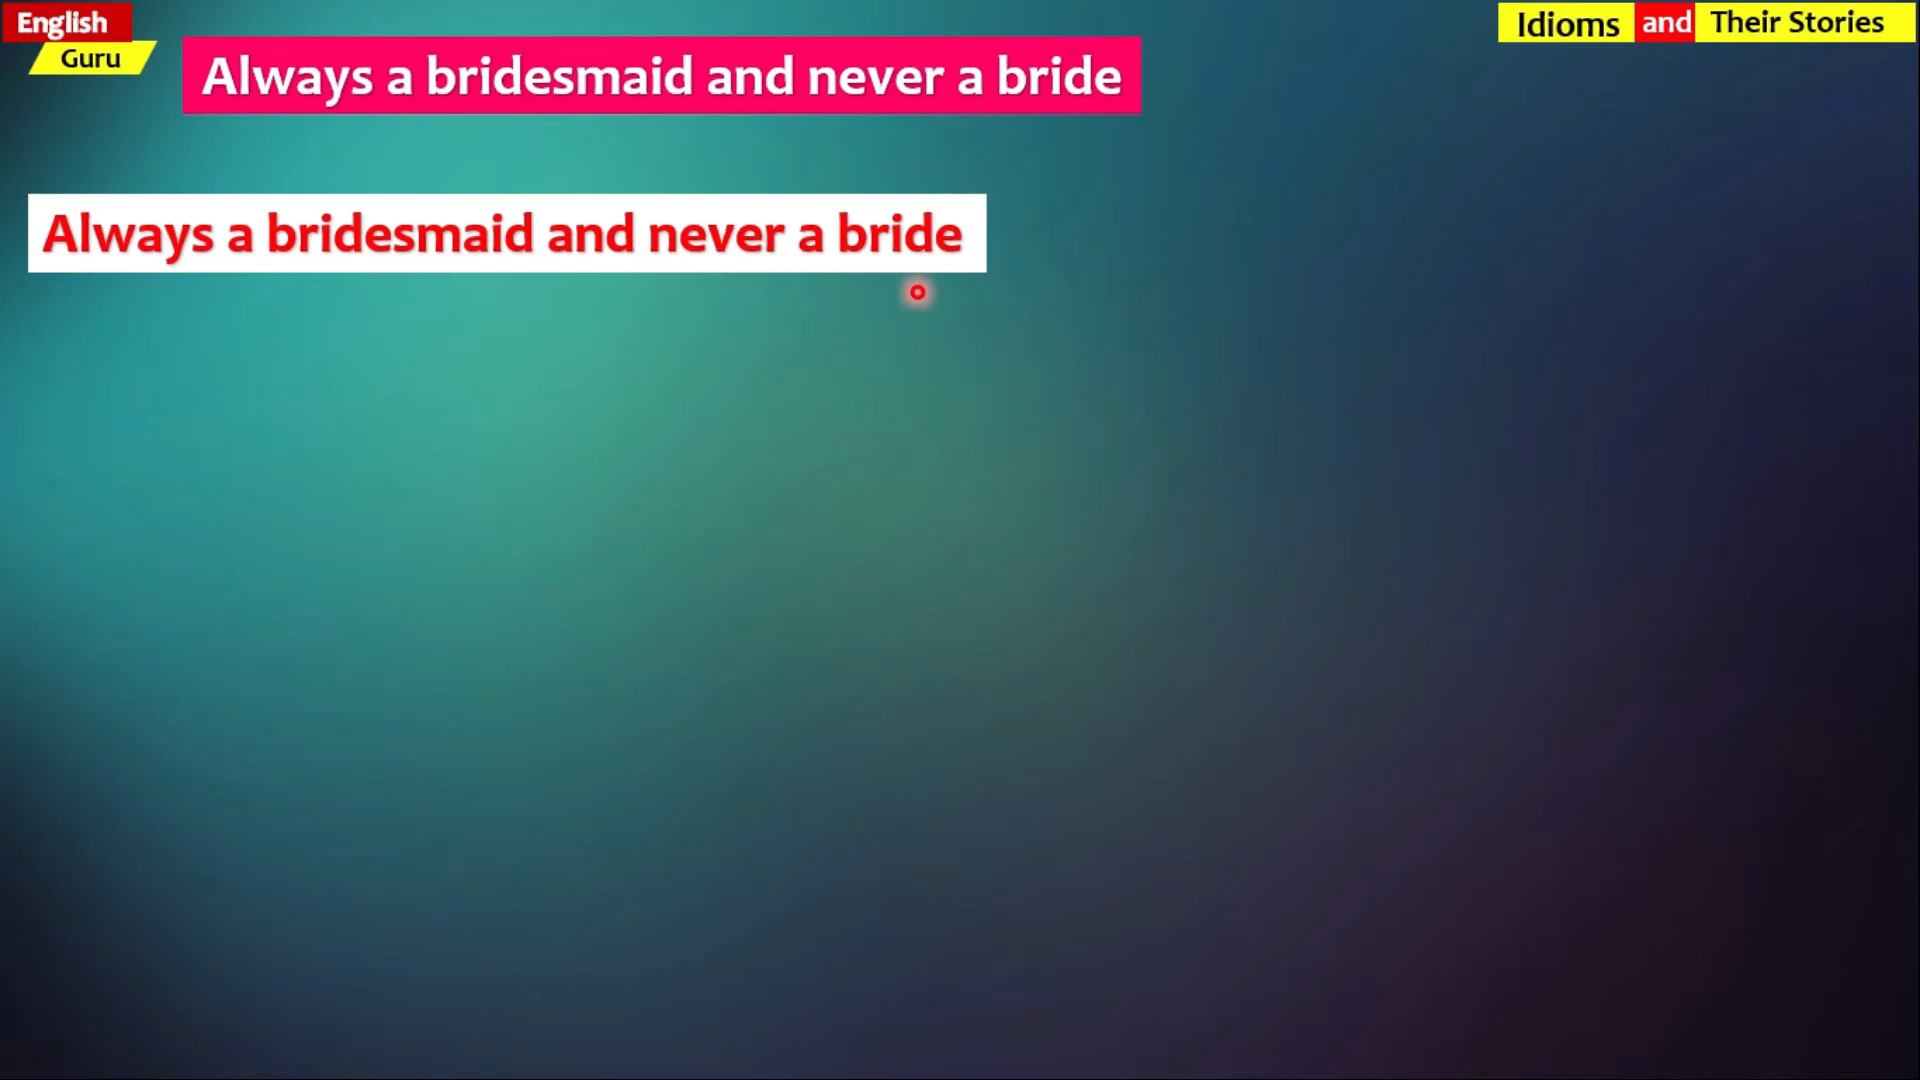 English
Guru
Idioms and Their Stories
Always a bridesmaid and never a bride
Always a bridesmaid and never a bride